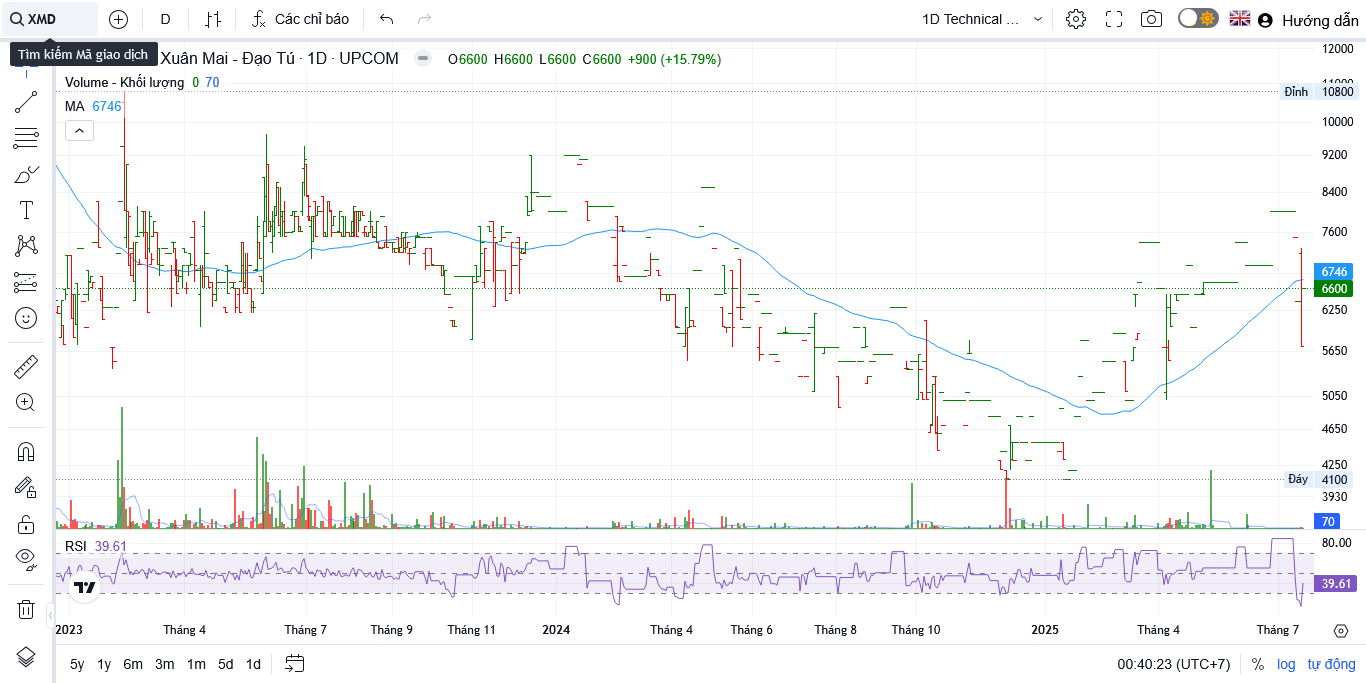 XMD
D
Các chỉ báo
1D Technical ...
Hướng dẫn
Tìm kiếm Mã giao dịch
Xuân Mai - Đạo Tú · 1D · UPCOM
O6600 H6600 L6600 C6600 +900 (+15.79%)
Volume - Khối lượng 0 70
MA 6746
12000
11000
Đỉnh 10800
10000
9200
8400
7600
6746
6600
6250
5650
5050
4650
4250
Đáy 4100
3930
70
RSI 39.61
80.00
39.61
2023 Tháng 4 Tháng 7 Tháng 9 Tháng 11 2024 Tháng 4 Tháng 6 Tháng 8 Tháng 10 2025 Tháng 4 Tháng 7
5y 1y 6m 3m 1m 5d 1d
00:40:23 (UTC+7) % log tự động